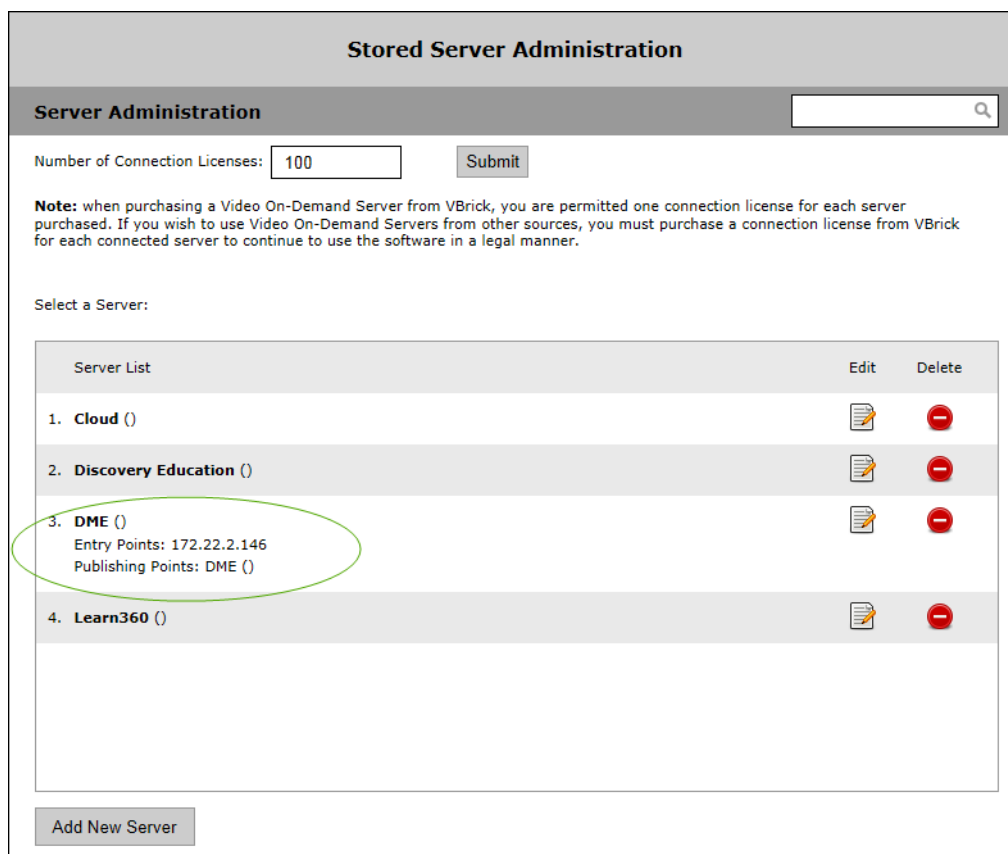 Stored Server Administration
Server Administration
Number of Connection Licenses: 100 Submit
Note: when purchasing a Video On-Demand Server from VBrick, you are permitted one connection license for each server
purchased. If you wish to use Video On-Demand Servers from other sources, you must purchase a connection license from VBrick
for each connected server to continue to use the software in a legal manner.
Select a Server:
Server List Edit Delete
1. Cloud ()
2. Discovery Education ()
3. DME ()
Entry Points: 172.22.2.146
Publishing Points: DME ()
4. Learn360 ()
Add New Server